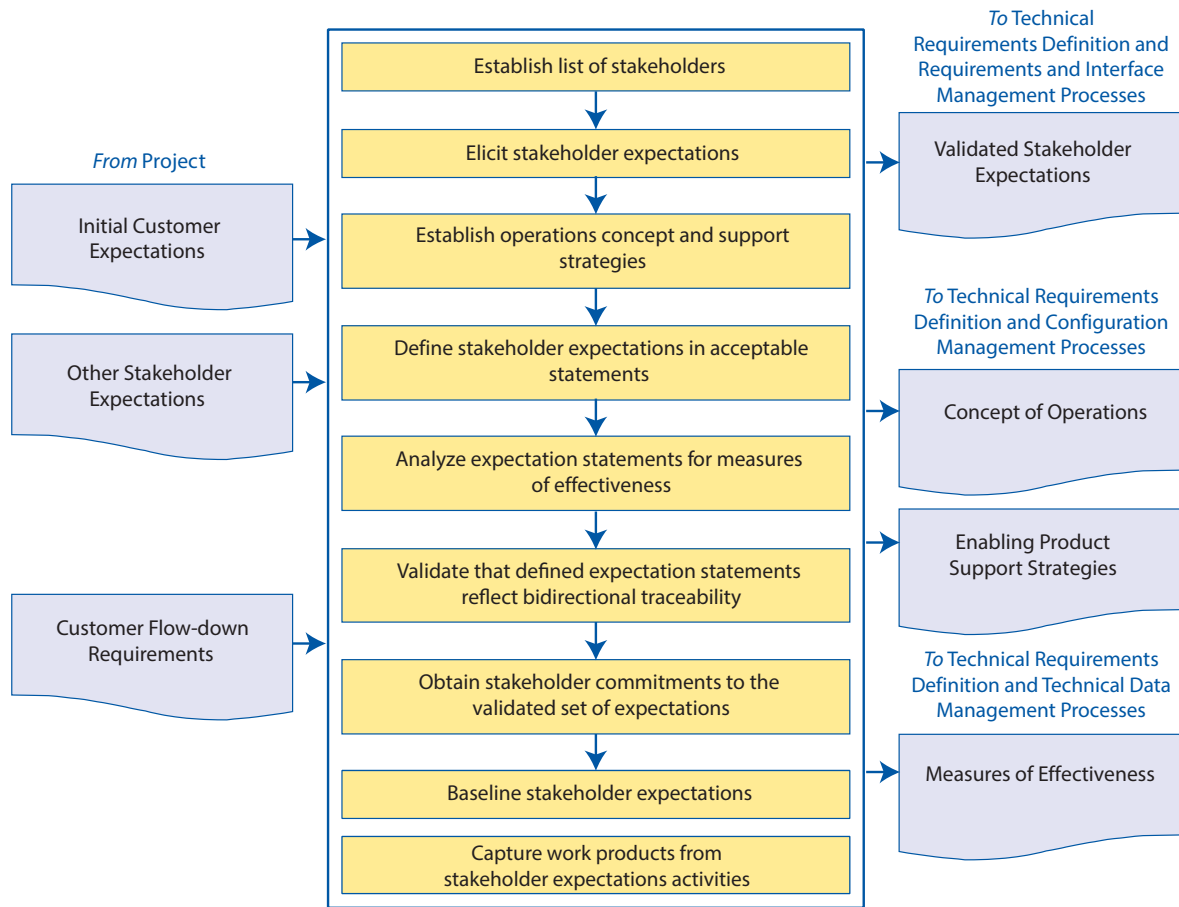 From Project
Initial Customer
Expectations
Other Stakeholder
Expectations
Customer Flow-down
Requirements
Establish list of stakeholders
Elicit stakeholder expectations
Establish operations concept and support
strategies
Define stakeholder expectations in acceptable
statements
Analyze expectation statements for measures
of effectiveness
Validate that defined expectation statements
reflect bidirectional traceability
Obtain stakeholder commitments to the
validated set of expectations
Baseline stakeholder expectations
Capture work products from
stakeholder expectations activities
To Technical
Requirements Definition and
Requirements and Interface
Management Processes
Validated Stakeholder
Expectations
To Technical Requirements
Definition and Configuration
Management Processes
Concept of Operations
Enabling Product
Support Strategies
To Technical Requirements
Definition and Technical Data
Management Processes
Measures of Effectiveness